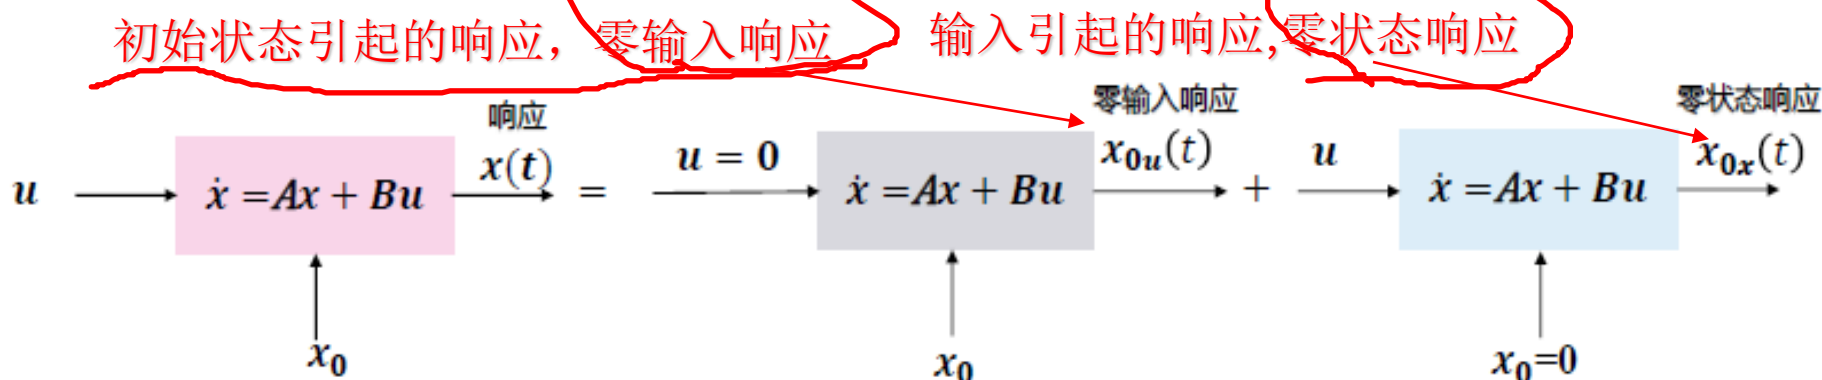 初始状态引起的响应，零输入响应 输入引起的响应,零状态响应
响应 零输入响应 零状态响应
u ẋ =Ax + Bu x(t) = u = 0 ẋ =Ax + Bu x₀ᵤ(t) + u ẋ =Ax + Bu x₀ₓ(t)
x₀ x₀ x₀=0